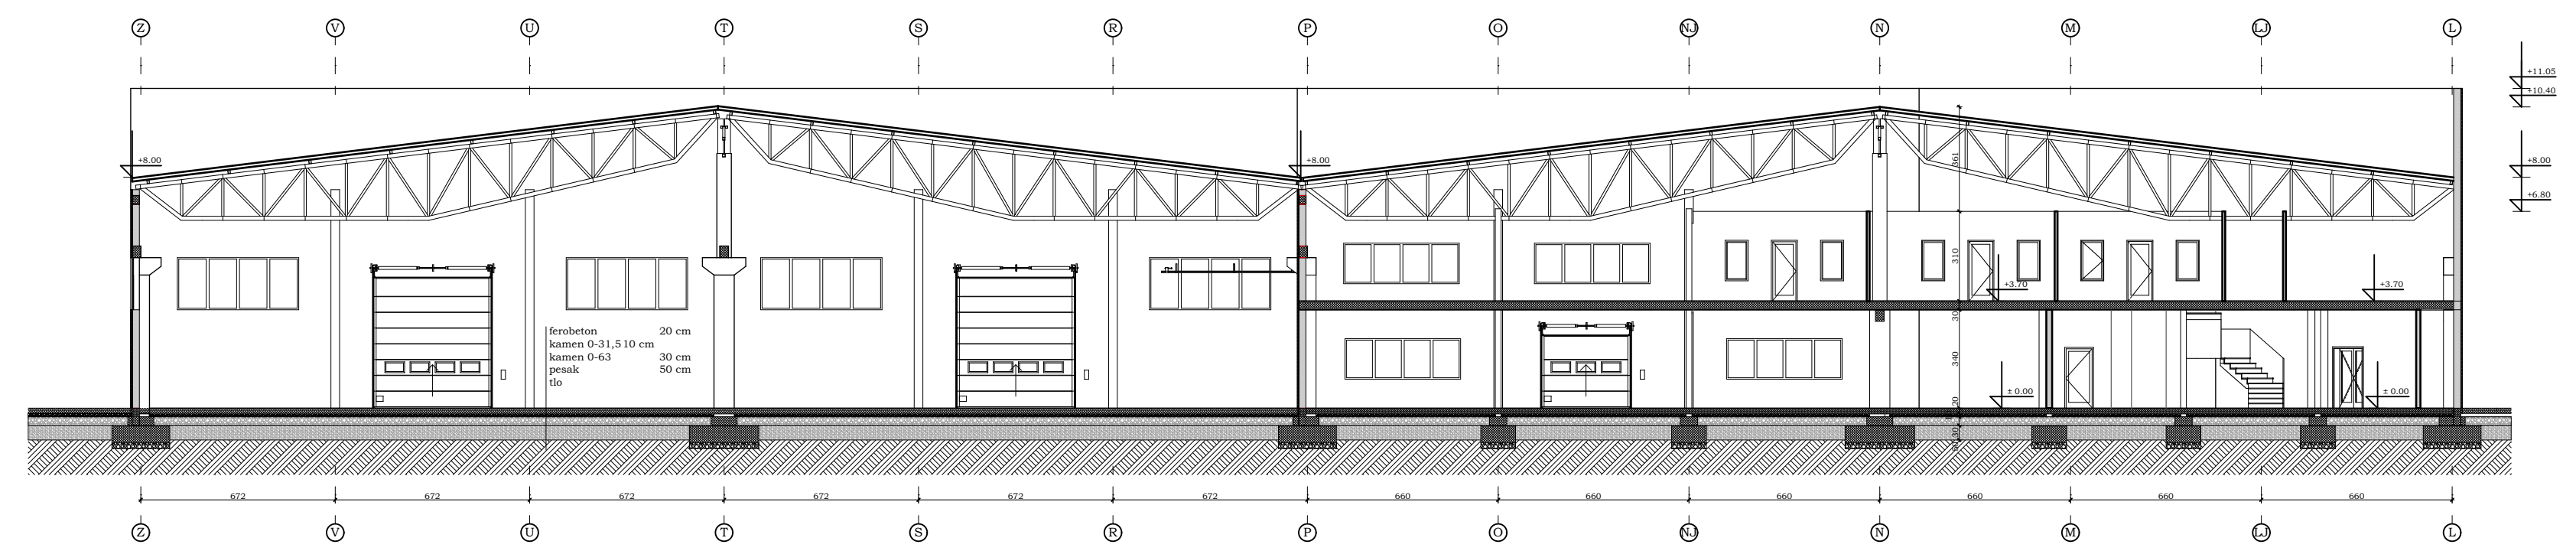 Z V U T S R P O NJ N M LJ L
+11.05
+10.40
+8.00 +8.00 +8.00
361
+6.80
310
+3.70 +3.70
30
ferobeton 20 cm
kamen 0-31,5 10 cm
kamen 0-63 30 cm
pesak 50 cm
tlo
340
± 0.00 ± 0.00
20
672 672 672 672 672 672 660 660 660 660 660 660
Z V U T S R P O NJ N M LJ L